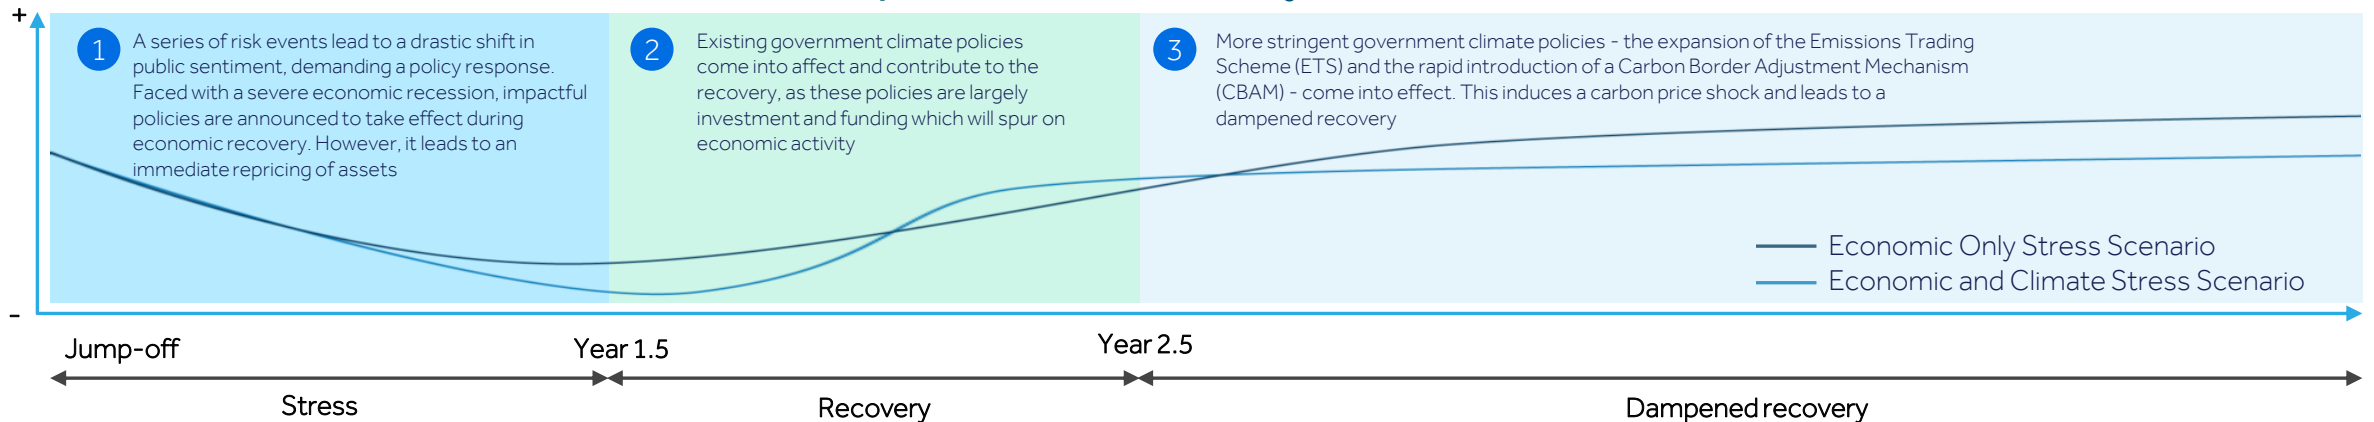 +
1
A series of risk events lead to a drastic shift in
public sentiment, demanding a policy response.
Faced with a severe economic recession, impactful
policies are announced to take effect during
economic recovery. However, it leads to an
immediate repricing of assets
2
Existing government climate policies
come into affect and contribute to the
recovery, as these policies are largely
investment and funding which will spur on
economic activity
3
More stringent government climate policies - the expansion of the Emissions Trading
Scheme (ETS) and the rapid introduction of a Carbon Border Adjustment Mechanism
(CBAM) - come into effect. This induces a carbon price shock and leads to a
dampened recovery
Economic Only Stress Scenario
Economic and Climate Stress Scenario
-
Jump-off
Year 1.5
Year 2.5
Stress
Recovery
Dampened recovery